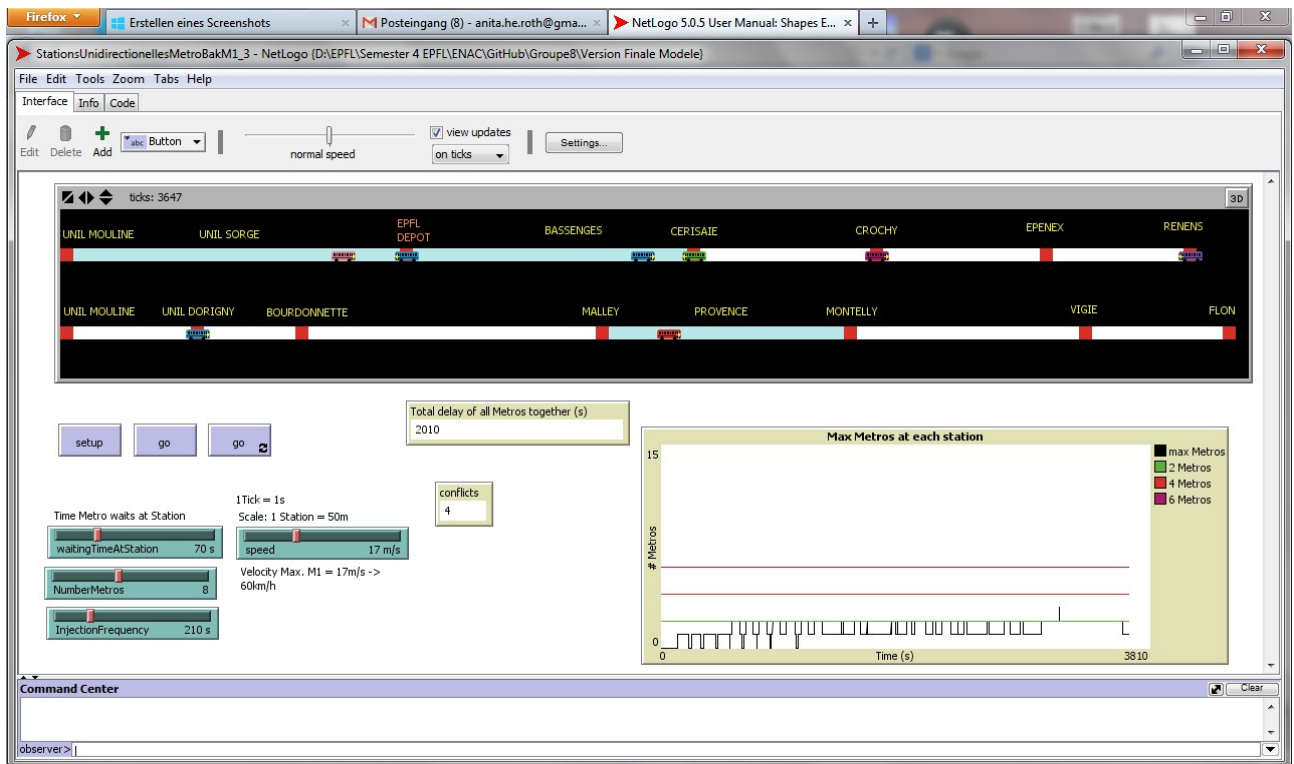 Firefox
Erstellen eines Screenshots
Posteingang (8) - anita.he.roth@gma...
NetLogo 5.0.5 User Manual: Shapes E...
StationsUnidirectionellesMetroBakM1_3 - NetLogo {D:\EPFL\Semester 4 EPFL\ENAC\GitHub\Groupe8\Version Finale Modele}
File Edit Tools Zoom Tabs Help
Interface Info Code
Edit Delete Add
abc Button
normal speed
view updates
on ticks
Settings...
ticks: 3647
3D
UNIL MOULINE UNIL SORGE EPFL DEPOT BASSENGES CERISAIE CROCHY EPENEX RENENS
UNIL MOULINE UNIL DORIGNY BOURDONNETTE MALLEY PROVENCE MONTELLY VIGIE FLON
setup go go
Total delay of all Metros together (s)
2010
conflicts
4
Time Metro waits at Station
waitingTimeAtStation 70 s
NumberMetros 8
InjectionFrequency 210 s
1Tick = 1s
Scale: 1 Station = 50m
speed 17 m/s
Velocity Max. M1 = 17m/s ->
60km/h
Max Metros at each station
15
# Metros
0
0 Time (s) 3810
max Metros
2 Metros
4 Metros
6 Metros
Command Center
Clear
observer>